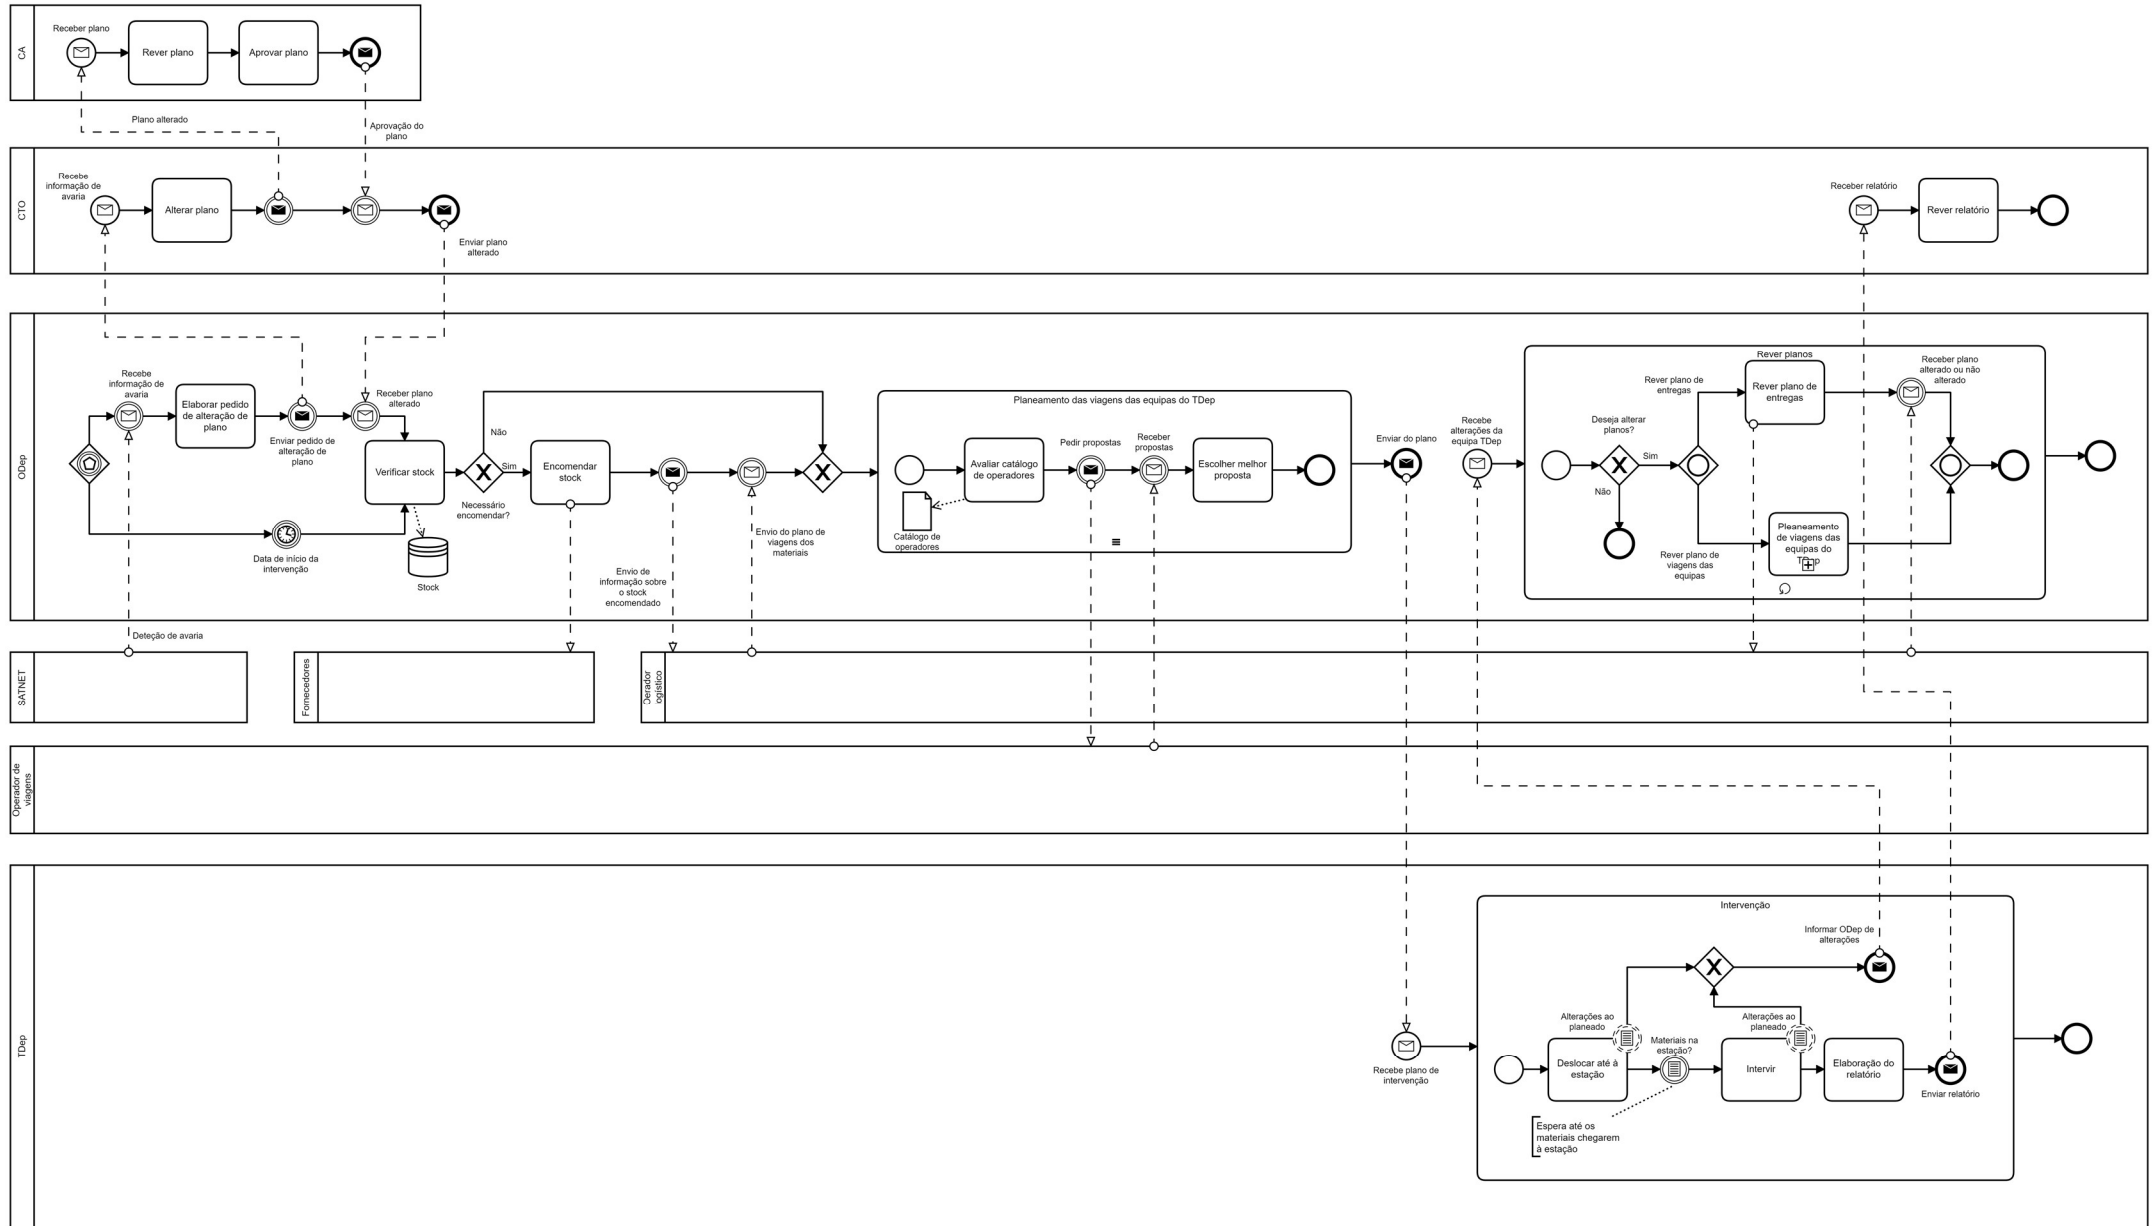 CA
Receber plano
Rever plano
Aprovar plano
Plano alterado
Aprovação do
plano
CTO
Recebe
informação de
avaria
Alterar plano
Enviar plano
alterado
Receber relatório
Rever relatório
ODep
Recebe
informação de
avaria
Elaborar pedido
de alteração de
plano
Enviar pedido de
alteração de
plano
Receber plano
alterado
Data de início da
intervenção
Verificar stock
Stock
Não
Sim
Necessário
encomendar?
Encomendar
stock
Envio de
informação sobre
o stock
encomendado
Envio do plano de
viagens dos
materiais
Planeamento das viagens das equipas do TDep
Avaliar catálogo
de operadores
Catálogo de
operadores
Pedir propostas
Receber
propostas
Escolher melhor
proposta
Enviar do plano
Recebe
alterações da
equipa TDep
Rever planos
Deseja alterar
planos?
Sim
Não
Rever plano de
entregas
Rever plano de
entregas
Rever plano de
viagens das
equipas
Pleaneamento
de viagens das
equipas do
TDep
Receber plano
alterado ou não
alterado
Deteção de avaria
SATNET
Fornecedores
Operador
logístico
Operador de
viagens
TDep
Recebe plano de
intervenção
Intervenção
Informar ODep de
alterações
Alterações ao
planeado
Deslocar até à
estação
Materiais na
estação?
Alterações ao
planeado
Intervir
Elaboração do
relatório
Enviar relatório
Espera até os
materiais chegarem
à estação